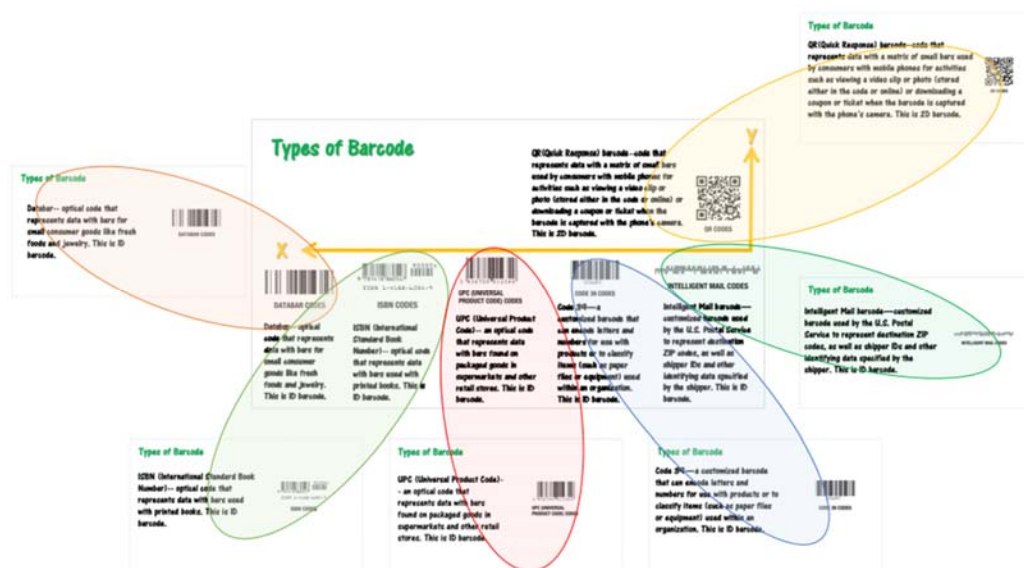 Types of Barcode
QR(Quick Response) barcode--code that
represents data with a matrix of small bars used
by consumers with mobile phones for activities
such as viewing a video clip or photo (stored
either in the code or online) or downloading a
coupon or ticket when the barcode is captured
with the phone's camera. This is 2D barcode.
QR CODES
Types of Barcode
QR(Quick Response) barcode--code that
represents data with a matrix of small bars
used by consumers with mobile phones for
activities such as viewing a video clip or
photo (stored either in the code or online) or
downloading a coupon or ticket when the
barcode is captured with the phone's camera.
This is 2D barcode.
QR CODES
Y
X
Types of Barcode
Databar-- optical code that
represents data with bars for
small consumer goods like fresh
foods and jewelry. This is 1D
barcode.
DATABAR CODES
DATABAR CODES
Databar-- optical
code that represents
data with bars for
small consumer
goods like fresh
foods and jewelry.
This is 1D barcode.
ISBN CODES
ISBN (International
Standard Book
Number)-- optical code
that represents data
with bars used with
printed books. This is
1D barcode.
UPC (UNIVERSAL
PRODUCT CODE) CODES
UPC (Universal Product
Code)-- an optical code
that represents data
with bars found on
packaged goods in
supermarkets and other
retail stores. This is 1D
barcode.
CODE 39 CODES
Code 39--a
customized barcode that
can encode letters and
numbers for use with
products or to classify
items (such as paper
files or equipment) used
within an organization.
This is 1D barcode.
INTELLIGENT MAIL CODES
Intelligent Mail barcode--
customized barcode used
by the U.S. Postal Service
to represent destination
ZIP codes, as well as
shipper IDs and other
identifying data specified
by the shipper. This is 1D
barcode.
Types of Barcode
Intelligent Mail barcode--customized
barcode used by the U.S. Postal
Service to represent destination ZIP
codes, as well as shipper IDs and other
identifying data specified by the
shipper. This is 1D barcode.
INTELLIGENT MAIL CODES
Types of Barcode
ISBN (International Standard Book
Number)-- optical code that
represents data with bars used
with printed books. This is 1D
barcode.
ISBN CODES
Types of Barcode
UPC (Universal Product Code)-
- an optical code that
represents data with bars
found on packaged goods in
supermarkets and other retail
stores. This is 1D barcode.
UPC (UNIVERSAL
PRODUCT CODE) CODES
Types of Barcode
Code 39--a customized barcode
that can encode letters and
numbers for use with products or to
classify items (such as paper files
or equipment) used within an
organization. This is 1D barcode.
CODE 39 CODES